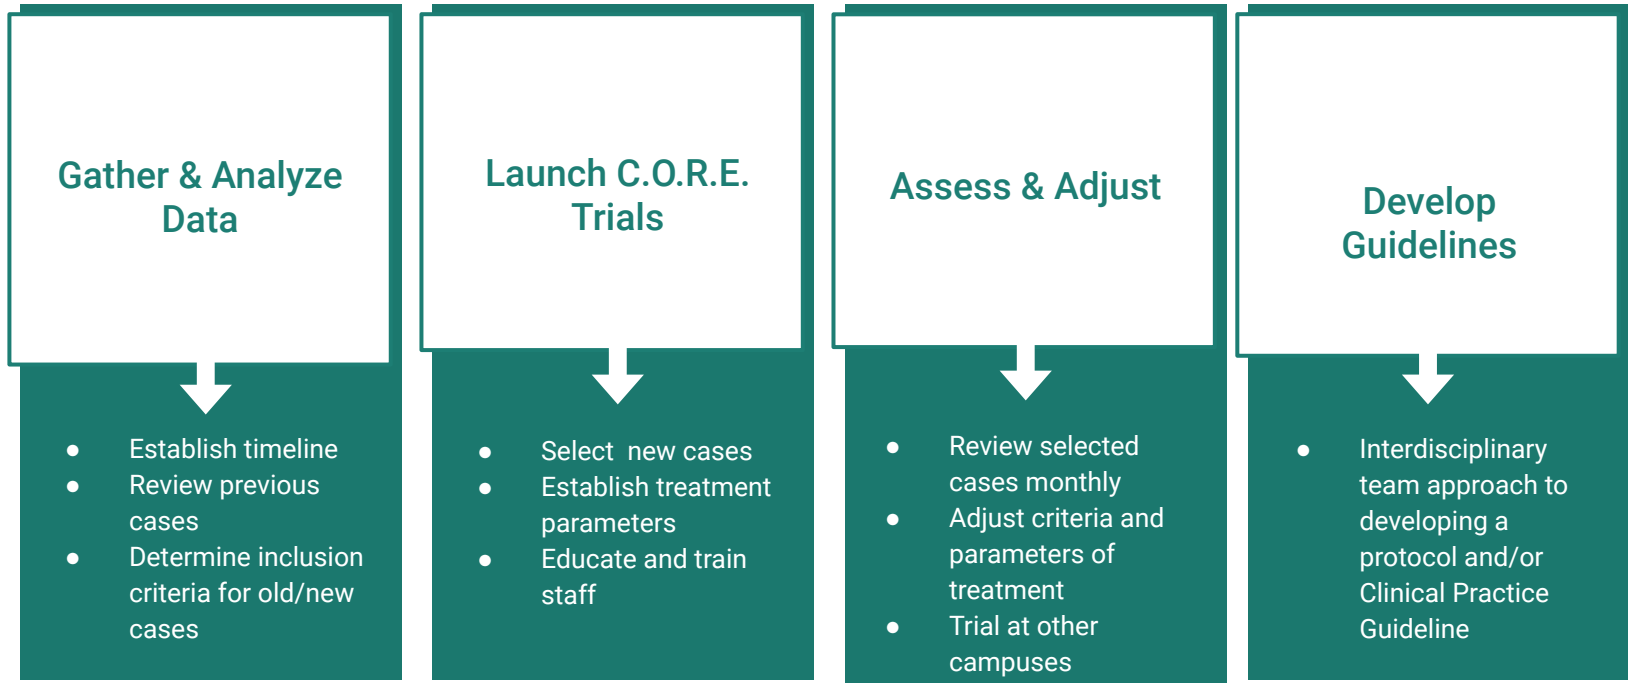 Gather & Analyze
Data
● Establish timeline
● Review previous
cases
● Determine inclusion
criteria for old/new
cases
Launch C.O.R.E.
Trials
● Select  new cases
● Establish treatment
parameters
● Educate and train
staff
Assess & Adjust
● Review selected
cases monthly
● Adjust criteria and
parameters of
treatment
● Trial at other
campuses
Develop
Guidelines
● Interdisciplinary
team approach to
developing a
protocol and/or
Clinical Practice
Guideline